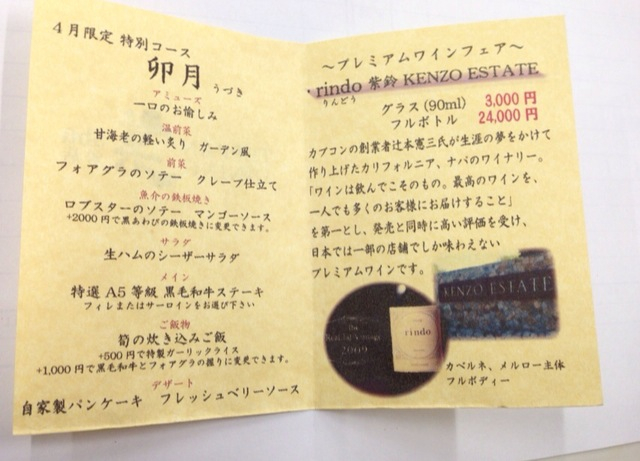 4月限定 特別コース
卯月 うづき
アミューズ
一口のお愉しみ
温前菜
甘海老の軽い炙り ガーデン風
前菜
フォアグラのソテー クレープ仕立て
魚介の鉄板焼き
ロブスターのソテー マンゴーソース
+2000円で黒あわびの鉄板焼に変更できます。
サラダ
生ハムのシーザーサラダ
メイン
特選 A5等級 黒毛和牛ステーキ
フィレまたはサーロインをお選び下さい
ご飯物
筍の炊き込みご飯
+500円で特製ガーリックライス
+1,000円で黒毛和牛とフォアグラの握りに変更できます。
デザート
自家製パンケーキ フレッシュベリーソース
～プレミアムワインフェア～
・rindo 紫鈴 KENZO ESTATE
りんどう
グラス(90ml) 3,000円
フルボトル 24,000円
カプコンの創業者辻本憲三氏が生涯の夢をかけて
作り上げたカリフォルニア、ナパのワイナリー。
「ワインは飲んでこそのもの。最高のワインを、
一人でも多くのお客様にお届けすること」
を第一とし、発売と同時に高い評価を受け、
日本では一部の店舗でしか味わえない
プレミアムワインです。
KENZO ESTATE
rindo
2009
カベルネ、メルロー主体
フルボディー